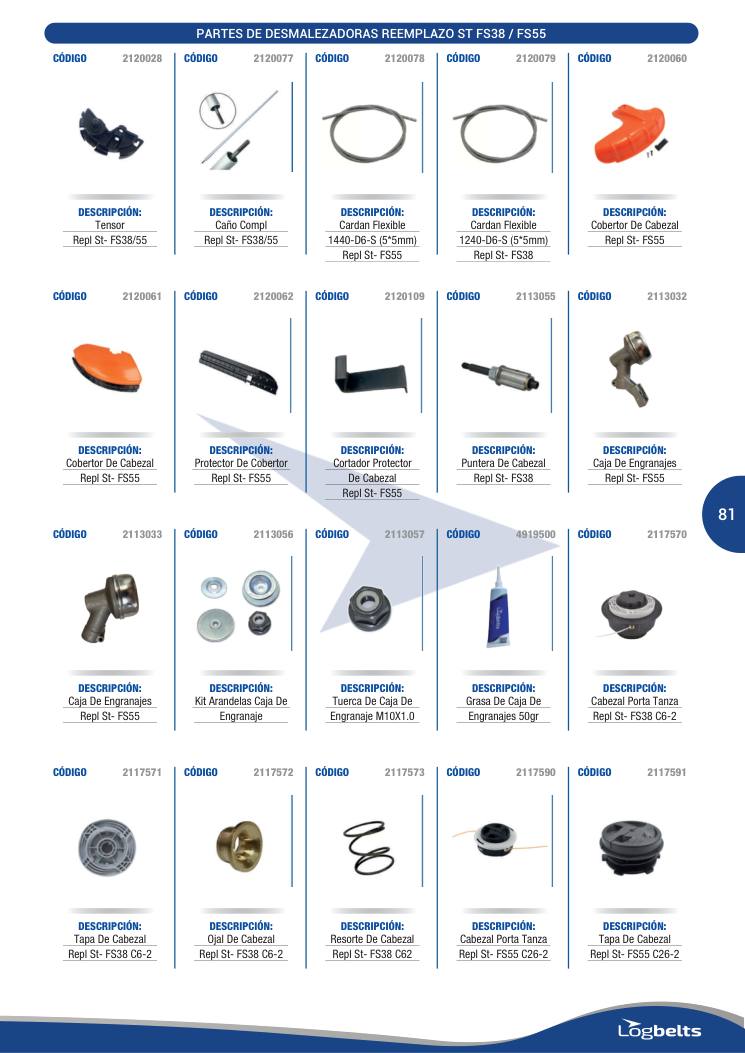 PARTES DE DESMALEZADORAS REEMPLAZO ST FS38 / FS55
CÓDIGO 2120028
DESCRIPCIÓN:
Tensor
Repl St- FS38/55
CÓDIGO 2120077
DESCRIPCIÓN:
Caño Compl
Repl St- FS38/55
CÓDIGO 2120078
DESCRIPCIÓN:
Cardan Flexible
1440-D6-S (5*5mm)
Repl St- FS55
CÓDIGO 2120079
DESCRIPCIÓN:
Cardan Flexible
1240-D6-S (5*5mm)
Repl St- FS38
CÓDIGO 2120060
DESCRIPCIÓN:
Cobertor De Cabezal
Repl St- FS55
CÓDIGO 2120061
DESCRIPCIÓN:
Cobertor De Cabezal
Repl St- FS55
CÓDIGO 2120062
DESCRIPCIÓN:
Protector De Cobertor
Repl St- FS55
CÓDIGO 2120109
DESCRIPCIÓN:
Cortador Protector
De Cabezal
Repl St- FS55
CÓDIGO 2113055
DESCRIPCIÓN:
Puntera De Cabezal
Repl St- FS38
CÓDIGO 2113032
DESCRIPCIÓN:
Caja De Engranajes
Repl St- FS55
81
CÓDIGO 2113033
DESCRIPCIÓN:
Caja De Engranajes
Repl St- FS55
CÓDIGO 2113056
DESCRIPCIÓN:
Kit Arandelas Caja De
Engranaje
CÓDIGO 2113057
DESCRIPCIÓN:
Tuerca De Caja De
Engranaje M10X1.0
CÓDIGO 4919500
Logbelts
DESCRIPCIÓN:
Grasa De Caja De
Engranajes 50gr
CÓDIGO 2117570
DESCRIPCIÓN:
Cabezal Porta Tanza
Repl St- FS38 C6-2
CÓDIGO 2117571
DESCRIPCIÓN:
Tapa De Cabezal
Repl St- FS38 C6-2
CÓDIGO 2117572
DESCRIPCIÓN:
Ojal De Cabezal
Repl St- FS38 C6-2
CÓDIGO 2117573
DESCRIPCIÓN:
Resorte De Cabezal
Repl St- FS38 C62
CÓDIGO 2117590
DESCRIPCIÓN:
Cabezal Porta Tanza
Repl St- FS55 C26-2
CÓDIGO 2117591
DESCRIPCIÓN:
Tapa De Cabezal
Repl St- FS55 C26-2
Logbelts